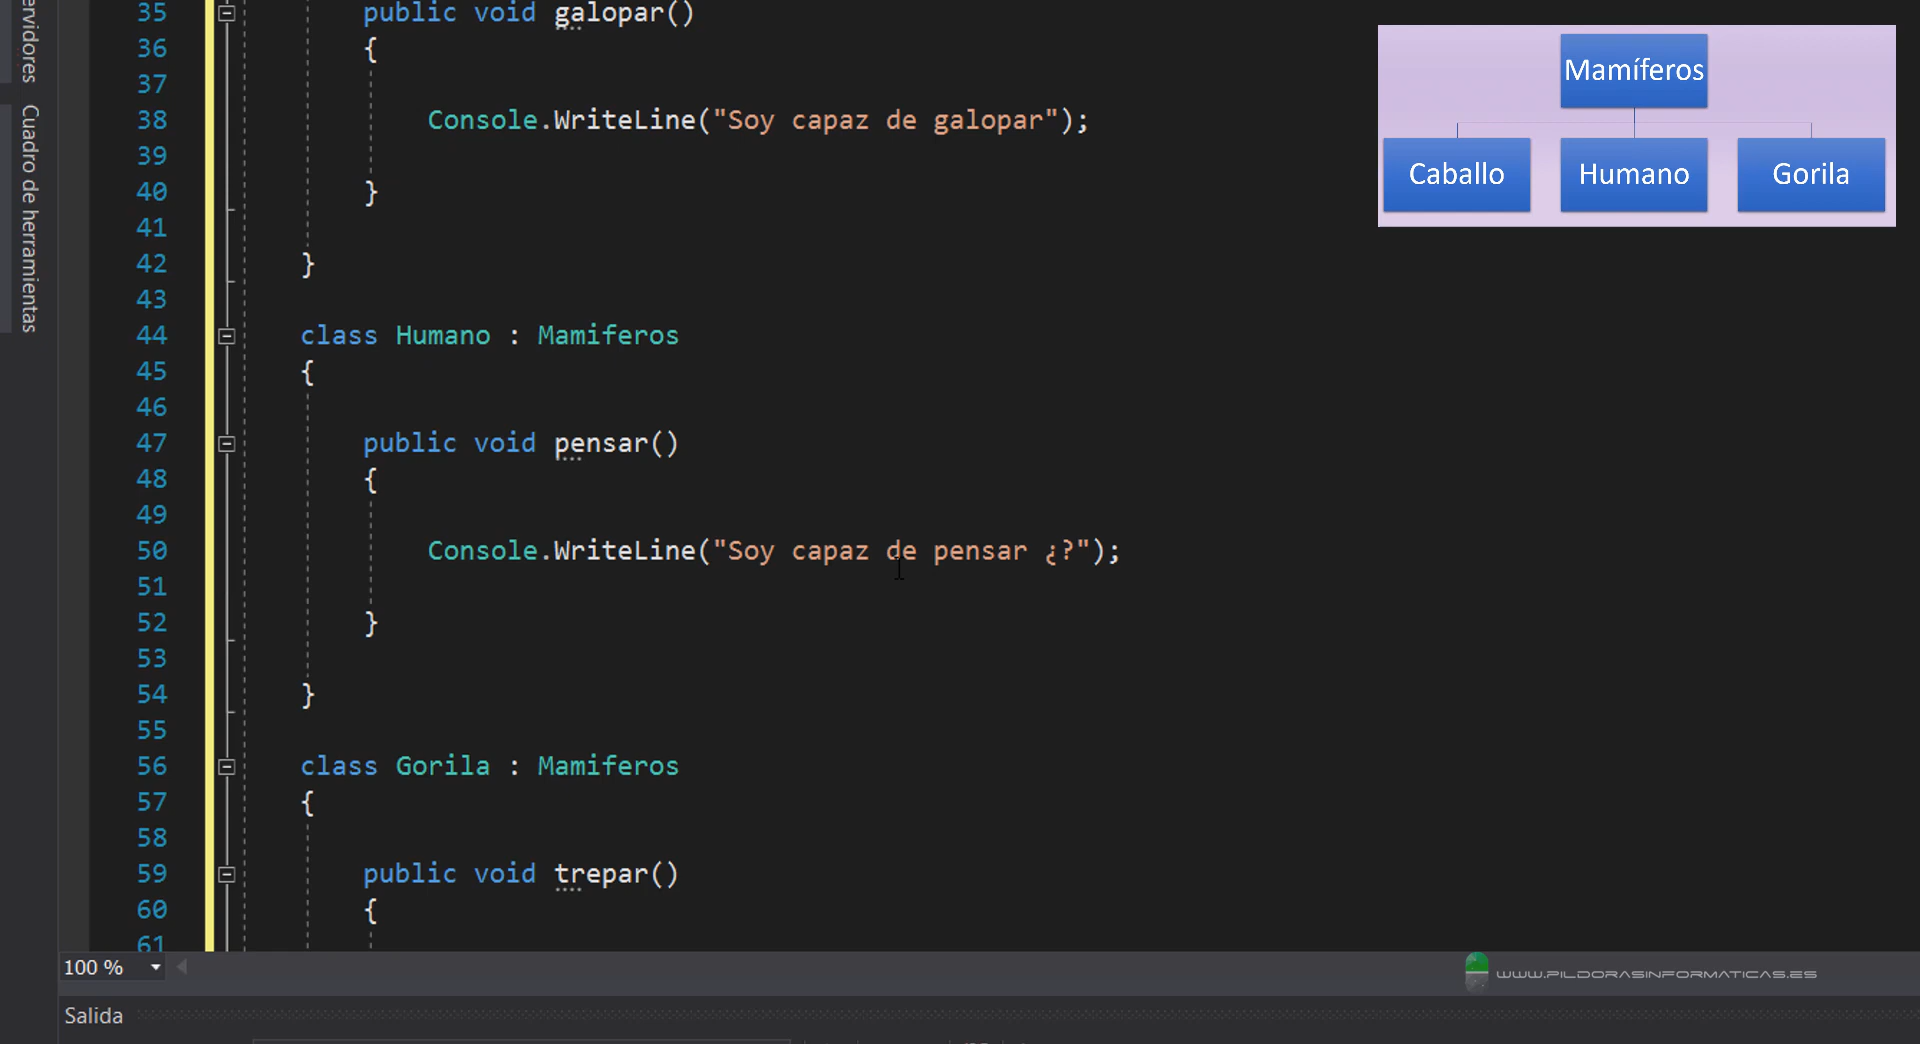 ervidores
Cuadro de herramientas
35 public void galopar()
36 {
37
38 Console.WriteLine("Soy capaz de galopar");
39
40 }
41
42 }
43
44 class Humano : Mamiferos
45 {
46
47 public void pensar()
48 {
49
50 Console.WriteLine("Soy capaz de pensar ¿?");
51
52 }
53
54 }
55
56 class Gorila : Mamiferos
57 {
58
59 public void trepar()
60 {
61
Mamíferos
Caballo Humano Gorila
100 %
WWW.PILDORASINFORMATICAS.ES
Salida